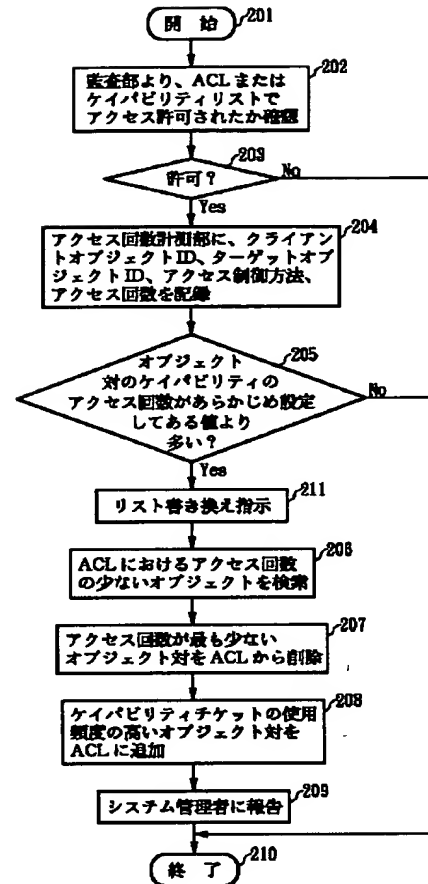 開 始
201
202
監査部より、ACLまたは
ケイパビリティリストで
アクセス許可されたか確認
203
許可？
No
Yes
204
アクセス回数計測部に、クライアン
トオブジェクトID、ターゲットオブ
ジェクトID、アクセス制御方法、
アクセス回数を記録
205
オブジェクト
対のケイパビリティの
アクセス回数があらかじめ設定
してある値より
多い？
No
Yes
211
リスト書き換え指示
206
ACLにおけるアクセス回数
の少ないオブジェクトを検索
207
アクセス回数が最も少ない
オブジェクト対をACLから削除
208
ケイパビリティチケットの使用
頻度の高いオブジェクト対を
ACLに追加
209
システム管理者に報告
終 了
210